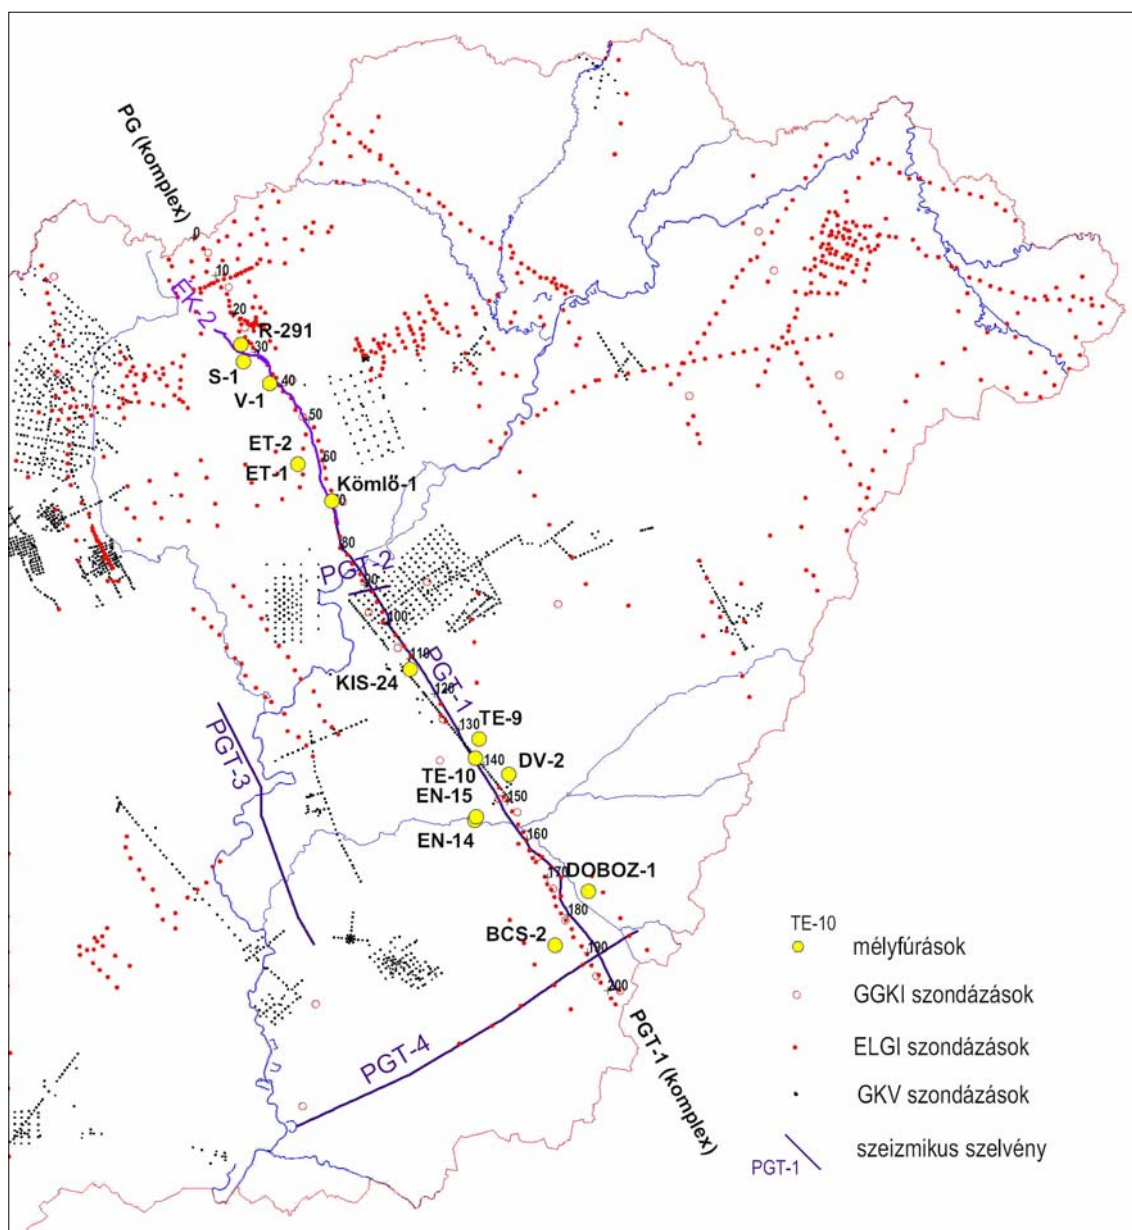 PG (komplex)
0
10
20
EK-2
R-291
30
S-1
40
V-1
50
ET-2
60
ET-1
Kömlő-1
70
80
PGT-2
90
100
110
KIS-24
PGT-1
120
TE-9
130
PGT-3
140
DV-2
TE-10
150
EN-15
160
EN-14
170
DOBOZ-1
180
BCS-2
190
200
PGT-4
PGT-1 (komplex)
TE-10
mélyfúrások
GGKI szondázások
ELGI szondázások
GKV szondázások
PGT-1
szeizmikus szelvény